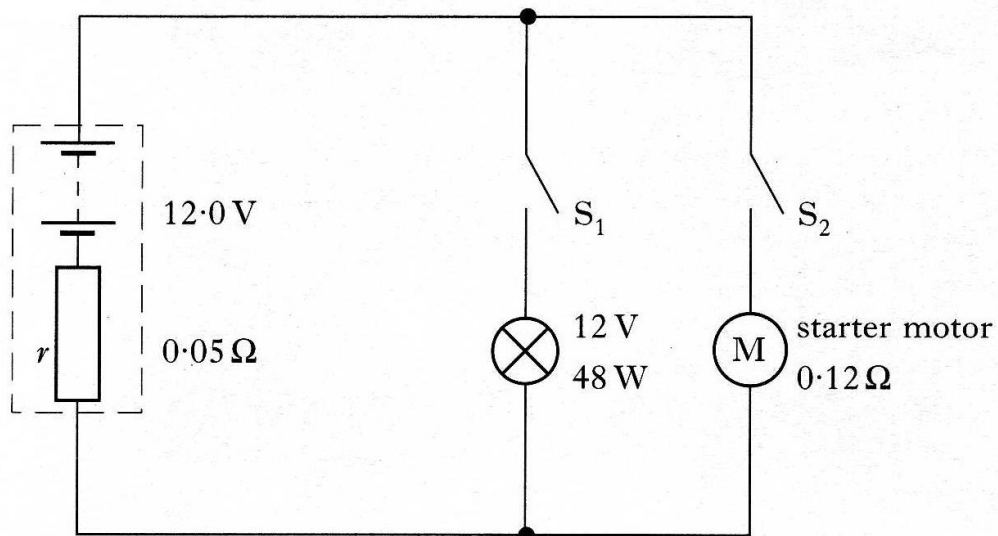 12·0 V
r
0·05 Ω
S₁
S₂
12 V
48 W
M
starter motor
0·12 Ω